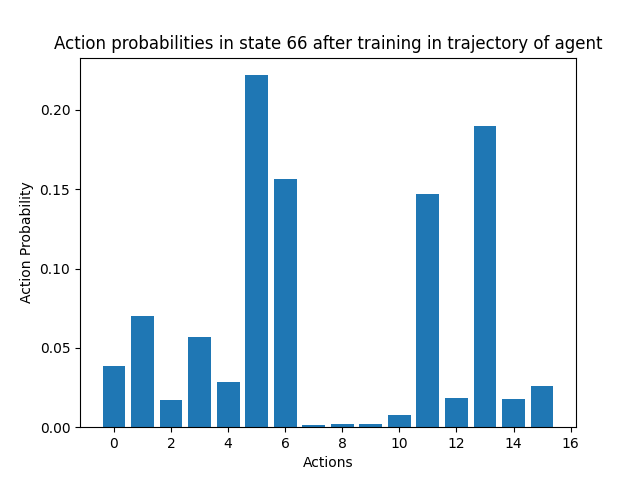 Action probabilities in state 66 after training in trajectory of agent
0.20
0.15
0.10
0.05
0.00
Action Probability
0 2 4 6 8 10 12 14 16
Actions